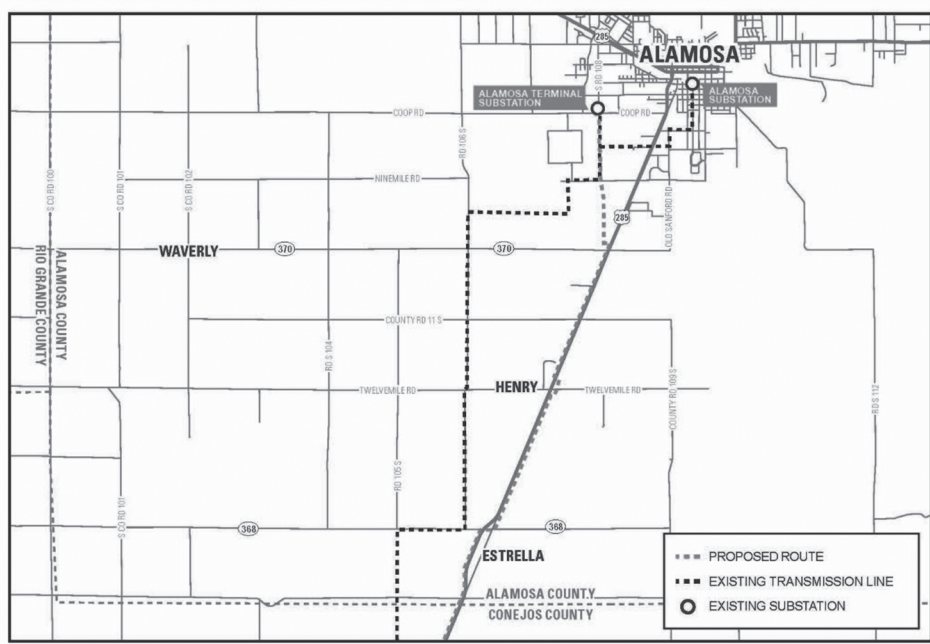 285
ALAMOSA
S RD 108
ALAMOSA TERMINAL
SUBSTATION
ALAMOSA
SUBSTATION
COOP RD
COOP RD
RD 106 S
NINEMILE RD
S CO RD 100
S CO RD 101
S CO RD 102
OLD SANFORD RD
285
WAVERLY
370
370
RIO GRANDE COUNTY
ALAMOSA COUNTY
COUNTY RD 11 S
RD S 104
HENRY
TWELVEMILE RD
TWELVEMILE RD
COUNTY RD 109 S
RD S 112
RD 105 S
S CO RD 101
368
368
ESTRELLA
ALAMOSA COUNTY
CONEJOS COUNTY
PROPOSED ROUTE
EXISTING TRANSMISSION LINE
EXISTING SUBSTATION